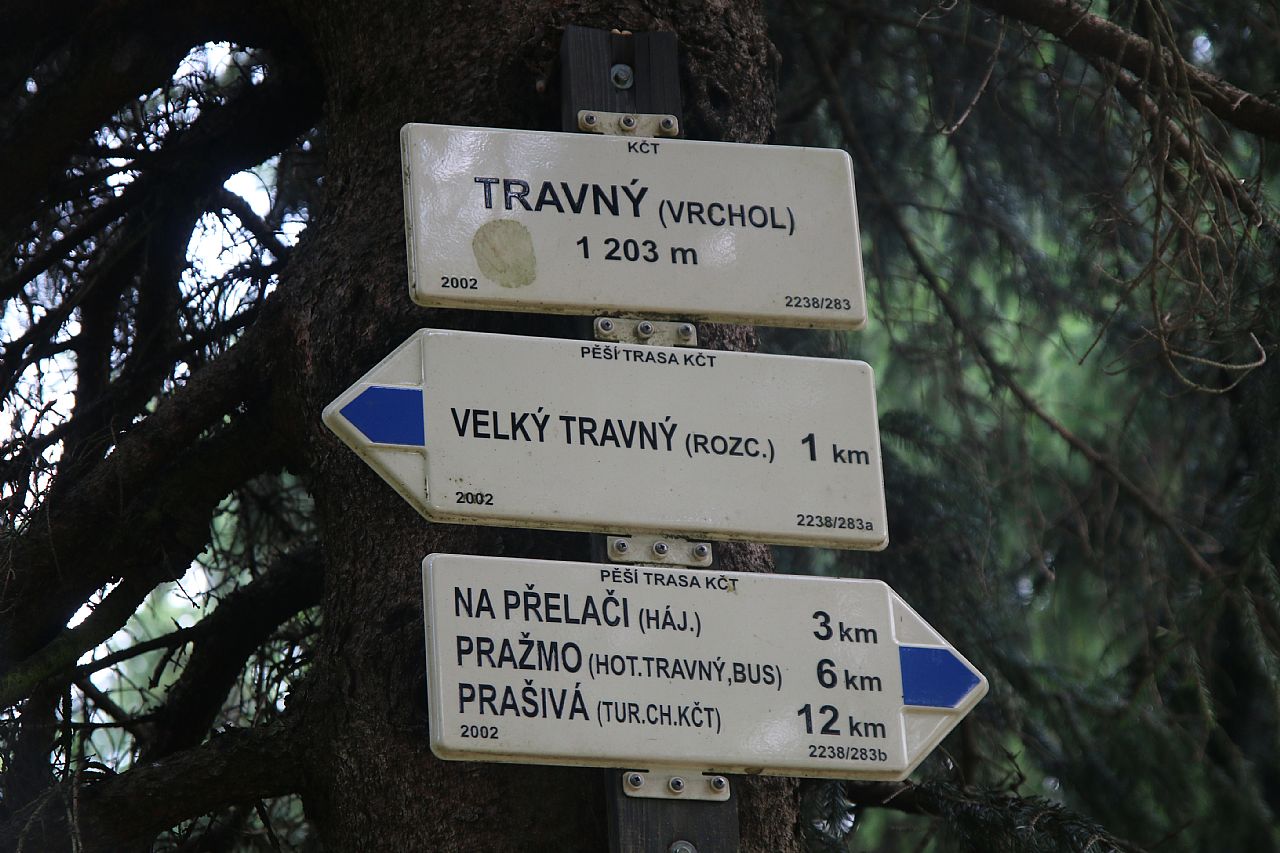 KČT
TRAVNÝ (VRCHOL)
1 203 m
2002 2238/283
PĚŠÍ TRASA KČT
VELKÝ TRAVNÝ (ROZC.) 1 km
2002 2238/283a
PĚŠÍ TRASA KČT
NA PŘELAČI (HÁJ.) 3 km
PRAŽMO (HOT.TRAVNÝ,BUS) 6 km
PRAŠIVÁ (TUR.CH.KČT) 12 km
2002 2238/283b